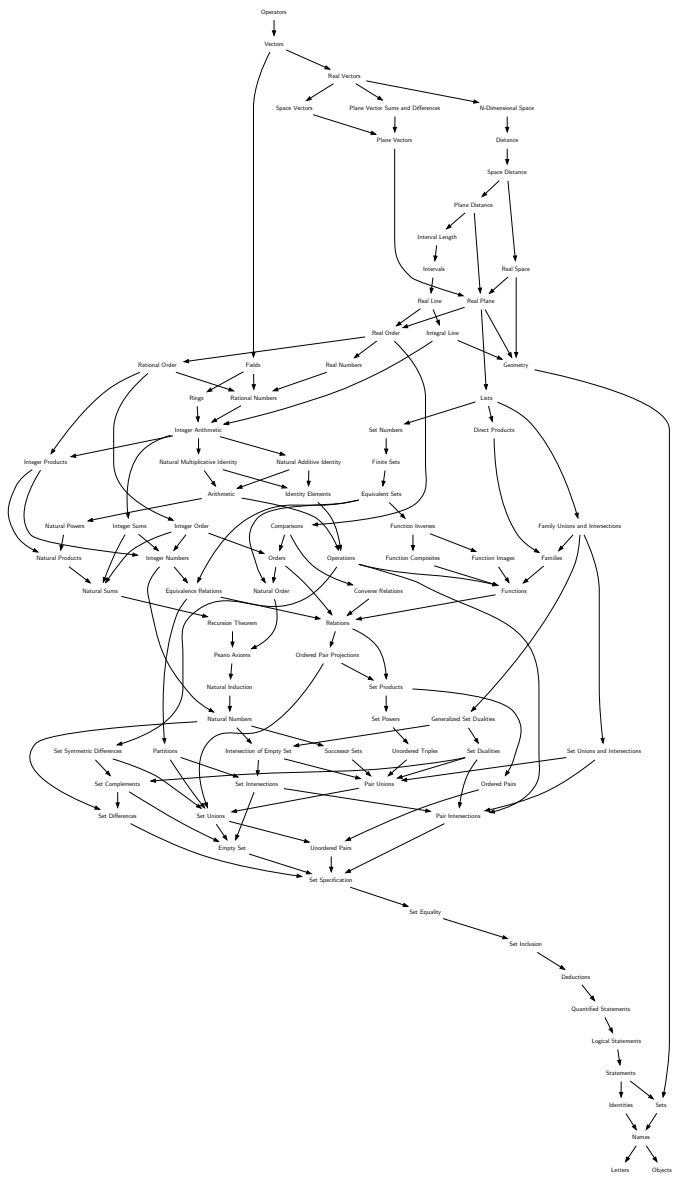 Operators
Vectors
Real Vectors
Space Vectors Plane Vector Sums and Differences N-Dimensional Space
Plane Vectors Distance
Space Distance
Plane Distance
Interval Length
Intervals Real Space
Real Line Real Plane
Real Order Integral Line
Rational Order Fields Real Numbers Geometry
Rings Rational Numbers Lists
Integer Arithmetic Set Numbers Direct Products
Integer Products Natural Multiplicative Identity Natural Additive Identity Finite Sets
Arithmetic Identity Elements Equivalent Sets
Natural Powers Integer Sums Integer Order Comparisons Function Inverses Family Unions and Intersections
Natural Products Integer Numbers Orders Operations Function Composites Function Images Families
Natural Sums Equivalence Relations Natural Order Converse Relations Functions
Recursion Theorem Relations
Peano Axioms Ordered Pair Projections
Natural Induction Set Products
Natural Numbers Set Powers Generalized Set Dualities
Set Symmetric Differences Partitions Intersection of Empty Set Successor Sets Unordered Triples Set Dualities Set Unions and Intersections
Set Complements Set Intersections Pair Unions Ordered Pairs
Set Differences Set Unions Pair Intersections
Empty Set Unordered Pairs
Set Specification
Set Equality
Set Inclusion
Deductions
Quantified Statements
Logical Statements
Statements
Identities Sets
Names
Letters Objects